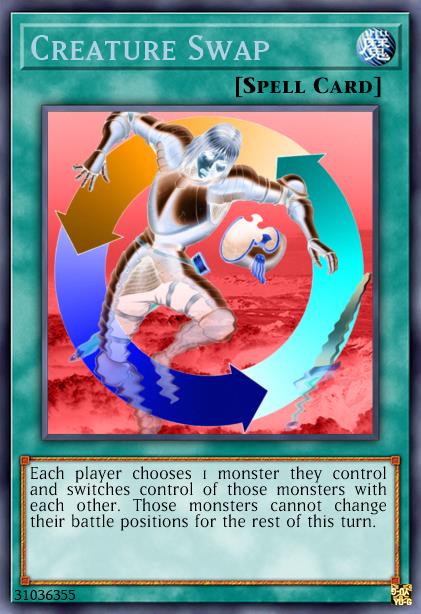 Creature Swap
魔
[Spell Card]
Each player chooses 1 monster they control
and switches control of those monsters with
each other. Those monsters cannot change
their battle positions for the rest of this turn.
31036355